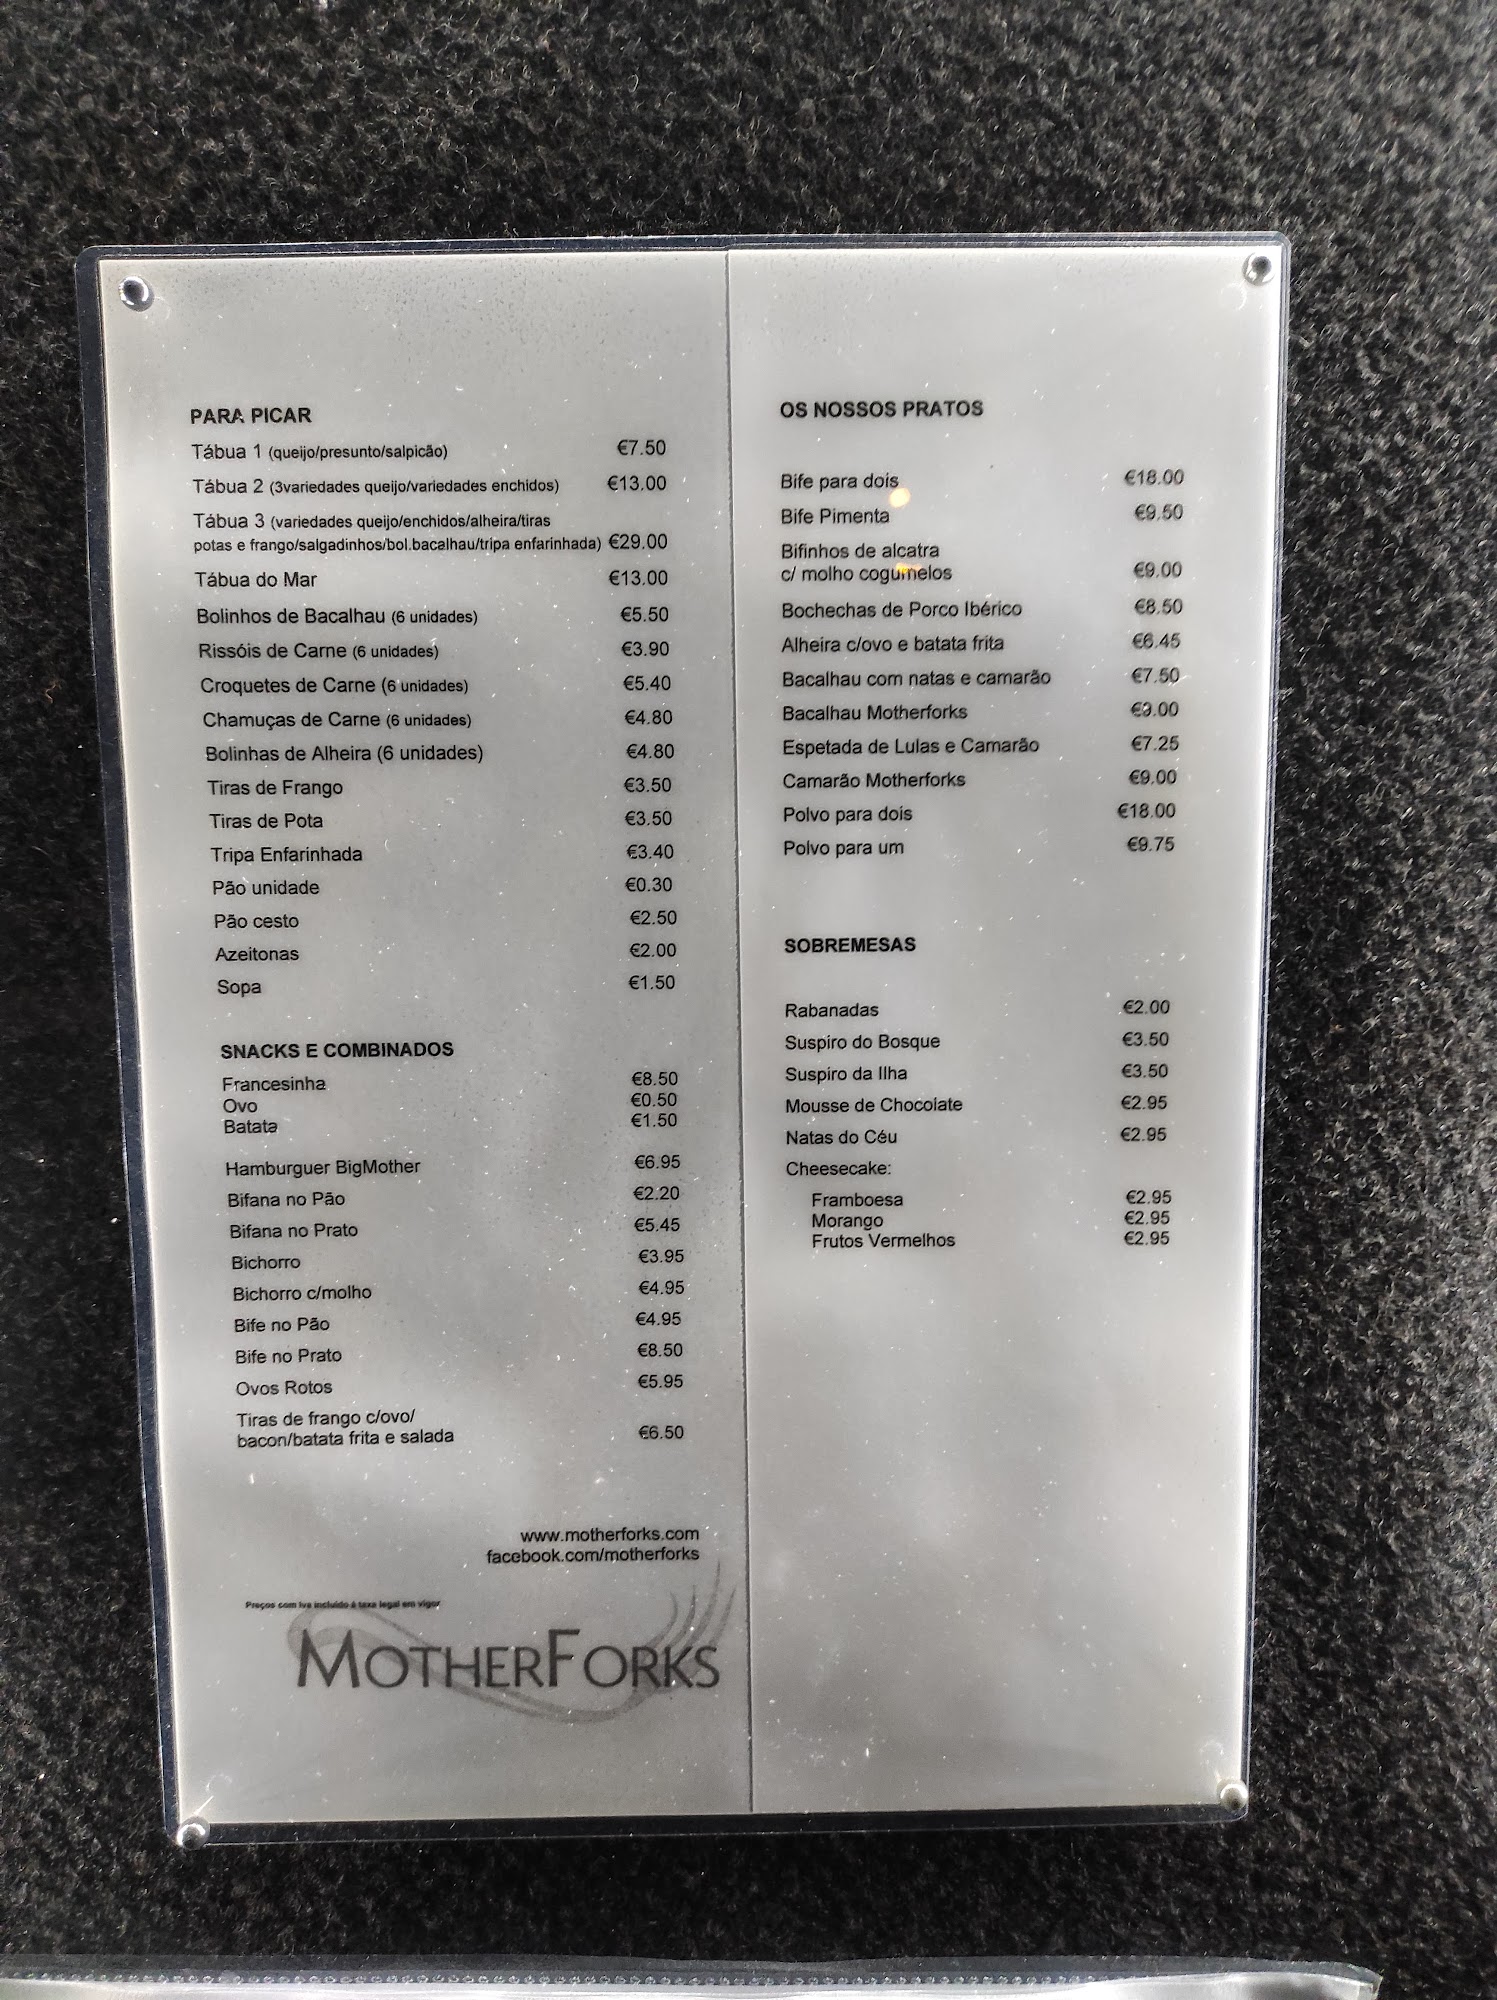 PARA PICAR
Tábua 1 (queijo/presunto/salpicão) €7.50
Tábua 2 (3variedades queijo/variedades enchidos) €13.00
Tábua 3 (variedades queijo/enchidos/alheira/tiras
potas e frango/salgadinhos/bol.bacalhau/tripa enfarinhada) €29.00
Tábua do Mar €13.00
Bolinhos de Bacalhau (6 unidades) €5.50
Rissóis de Carne (6 unidades) €3.90
Croquetes de Carne (6 unidades) €5.40
Chamuças de Carne (6 unidades) €4.80
Bolinhas de Alheira (6 unidades) €4.80
Tiras de Frango €3.50
Tiras de Pota €3.50
Tripa Enfarinhada €3.40
Pão unidade €0.30
Pão cesto €2.50
Azeitonas €2.00
Sopa €1.50
SNACKS E COMBINADOS
Francesinha €8.50
Ovo €0.50
Batata €1.50
Hamburguer BigMother €6.95
Bifana no Pão €2.20
Bifana no Prato €5.45
Bichorro €3.95
Bichorro c/molho €4.95
Bife no Pão €4.95
Bife no Prato €8.50
Ovos Rotos €5.95
Tiras de frango c/ovo/
bacon/batata frita e salada €6.50
www.motherforks.com
facebook.com/motherforks
Preços com Iva incluído à taxa legal em vigor
MOTHERFORKS
OS NOSSOS PRATOS
Bife para dois €18.00
Bife Pimenta €9.50
Bifinhos de alcatra
c/ molho cogumelos €9.00
Bochechas de Porco Ibérico €8.50
Alheira c/ovo e batata frita €6.45
Bacalhau com natas e camarão €7.50
Bacalhau Motherforks
Espetada de Lulas e Camarão €7.25
Camarão Motherforks €9.00
Polvo para dois €18.00
Polvo para um €9.75
SOBREMESAS
Rabanadas €2.00
Suspiro do Bosque €3.50
Suspiro da Ilha €3.50
Mousse de Chocolate €2.95
Natas do Céu €2.95
Cheesecake:
Framboesa €2.95
Morango €2.95
Frutos Vermelhos €2.95